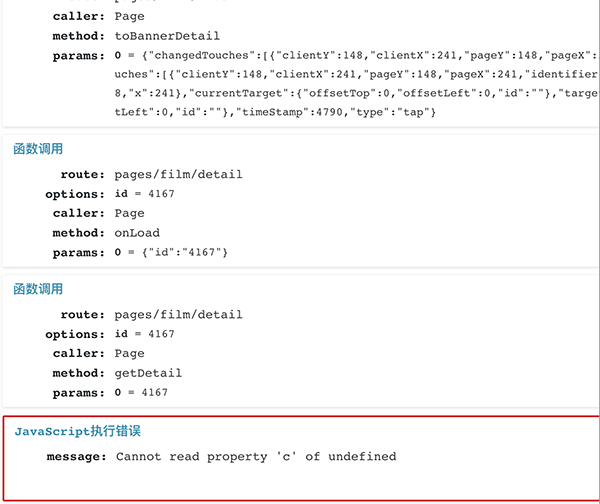 caller: Page
method: toBannerDetail
params: 0 = {"changedTouches":[{"clientY":148,"clientX":241,"pageY":148,"pageX":
uches":[{"clientY":148,"clientX":241,"pageY":148,"pageX":241,"identifier
8,"x":241},"currentTarget":{"offsetTop":0,"offsetLeft":0,"id":""},"targe
tLeft":0,"id":""},"timeStamp":4790,"type":"tap"}
函数调用
route: pages/film/detail
options: id = 4167
caller: Page
method: onLoad
params: 0 = {"id":"4167"}
函数调用
route: pages/film/detail
options: id = 4167
caller: Page
method: getDetail
params: 0 = 4167
JavaScript执行错误
message: Cannot read property 'c' of undefined